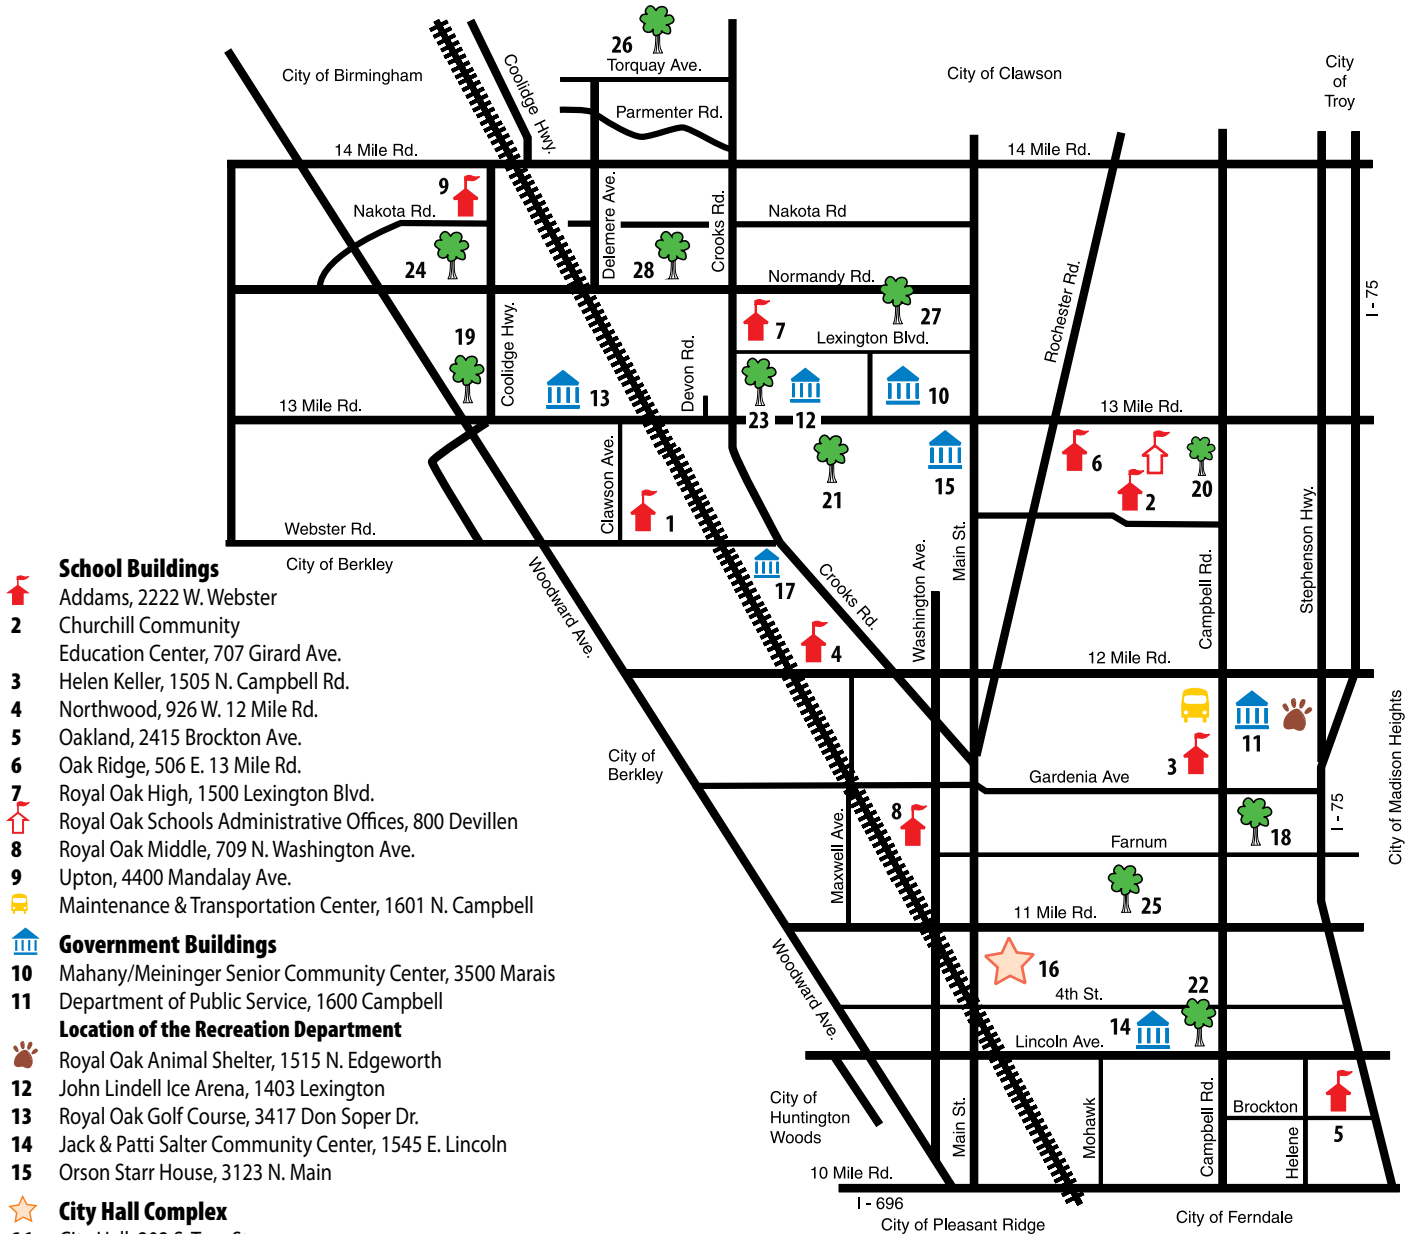 26
Torquay Ave.
City of Birmingham
Coolidge Hwy.
City of Clawson
City
of
Troy
Parmenter Rd.
14 Mile Rd.
14 Mile Rd.
9
Nakota Rd.
Delemere Ave.
Crooks Rd.
Nakota Rd
24
28
Normandy Rd.
Rochester Rd.
I - 75
27
7
Lexington Blvd.
19
Coolidge Hwy.
13
Devon Rd.
10
13 Mile Rd.
23
12
13 Mile Rd.
Clawson Ave.
21
15
6
2
20
1
Webster Rd.
City of Berkley
Woodward Ave.
17
Crooks Rd.
Washington Ave.
Main St.
Campbell Rd.
Stephenson Hwy.
4
12 Mile Rd.
11
City of
Berkley
3
Gardenia Ave
City of Madison Heights
I - 75
8
Maxwell Ave.
18
Farnum
25
11 Mile Rd.
Woodward Ave.
16
22
4th St.
14
Lincoln Ave.
City of
Huntington
Woods
Main St.
Mohawk
Campbell Rd.
Brockton
Helene
5
10 Mile Rd.
I - 696
City of Pleasant Ridge
City of Ferndale
School Buildings
Addams, 2222 W. Webster
2 Churchill Community
Education Center, 707 Girard Ave.
3 Helen Keller, 1505 N. Campbell Rd.
4 Northwood, 926 W. 12 Mile Rd.
5 Oakland, 2415 Brockton Ave.
6 Oak Ridge, 506 E. 13 Mile Rd.
7 Royal Oak High, 1500 Lexington Blvd.
Royal Oak Schools Administrative Offices, 800 Devillen
8 Royal Oak Middle, 709 N. Washington Ave.
9 Upton, 4400 Mandalay Ave.
Maintenance & Transportation Center, 1601 N. Campbell
Government Buildings
10 Mahany/Meininger Senior Community Center, 3500 Marais
11 Department of Public Service, 1600 Campbell
Location of the Recreation Department
Royal Oak Animal Shelter, 1515 N. Edgeworth
12 John Lindell Ice Arena, 1403 Lexington
13 Royal Oak Golf Course, 3417 Don Soper Dr.
14 Jack & Patti Salter Community Center, 1545 E. Lincoln
15 Orson Starr House, 3123 N. Main
City Hall Complex